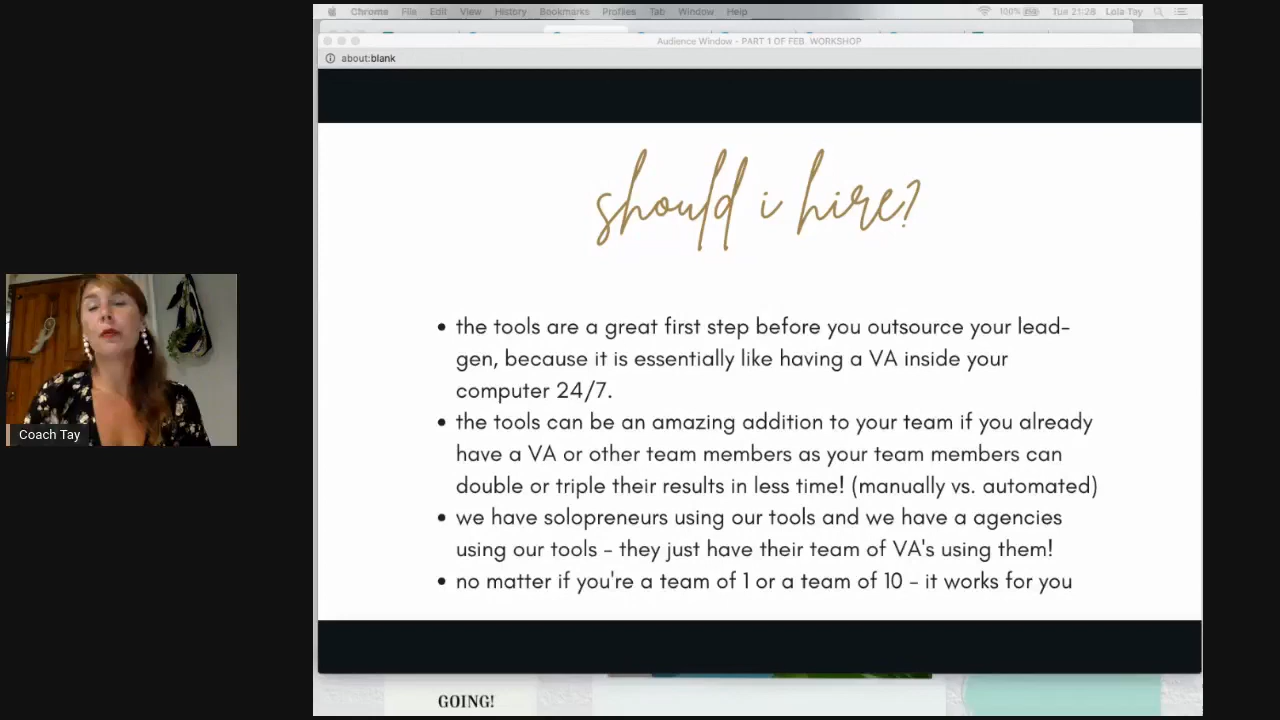 Chrome File Edit View History Bookmarks Profiles Tab Window Help 100% Tue 21:28 Lola Tay
Audience Window - PART 1 OF FEB WORKSHOP
about:blank
should i hire?
• the tools are a great first step before you outsource your lead-
gen, because it is essentially like having a VA inside your
computer 24/7.
• the tools can be an amazing addition to your team if you already
have a VA or other team members as your team members can
double or triple their results in less time! (manually vs. automated)
• we have solopreneurs using our tools and we have a agencies
using our tools - they just have their team of VA's using them!
• no matter if you're a team of 1 or a team of 10 - it works for you
Coach Tay
GOING!